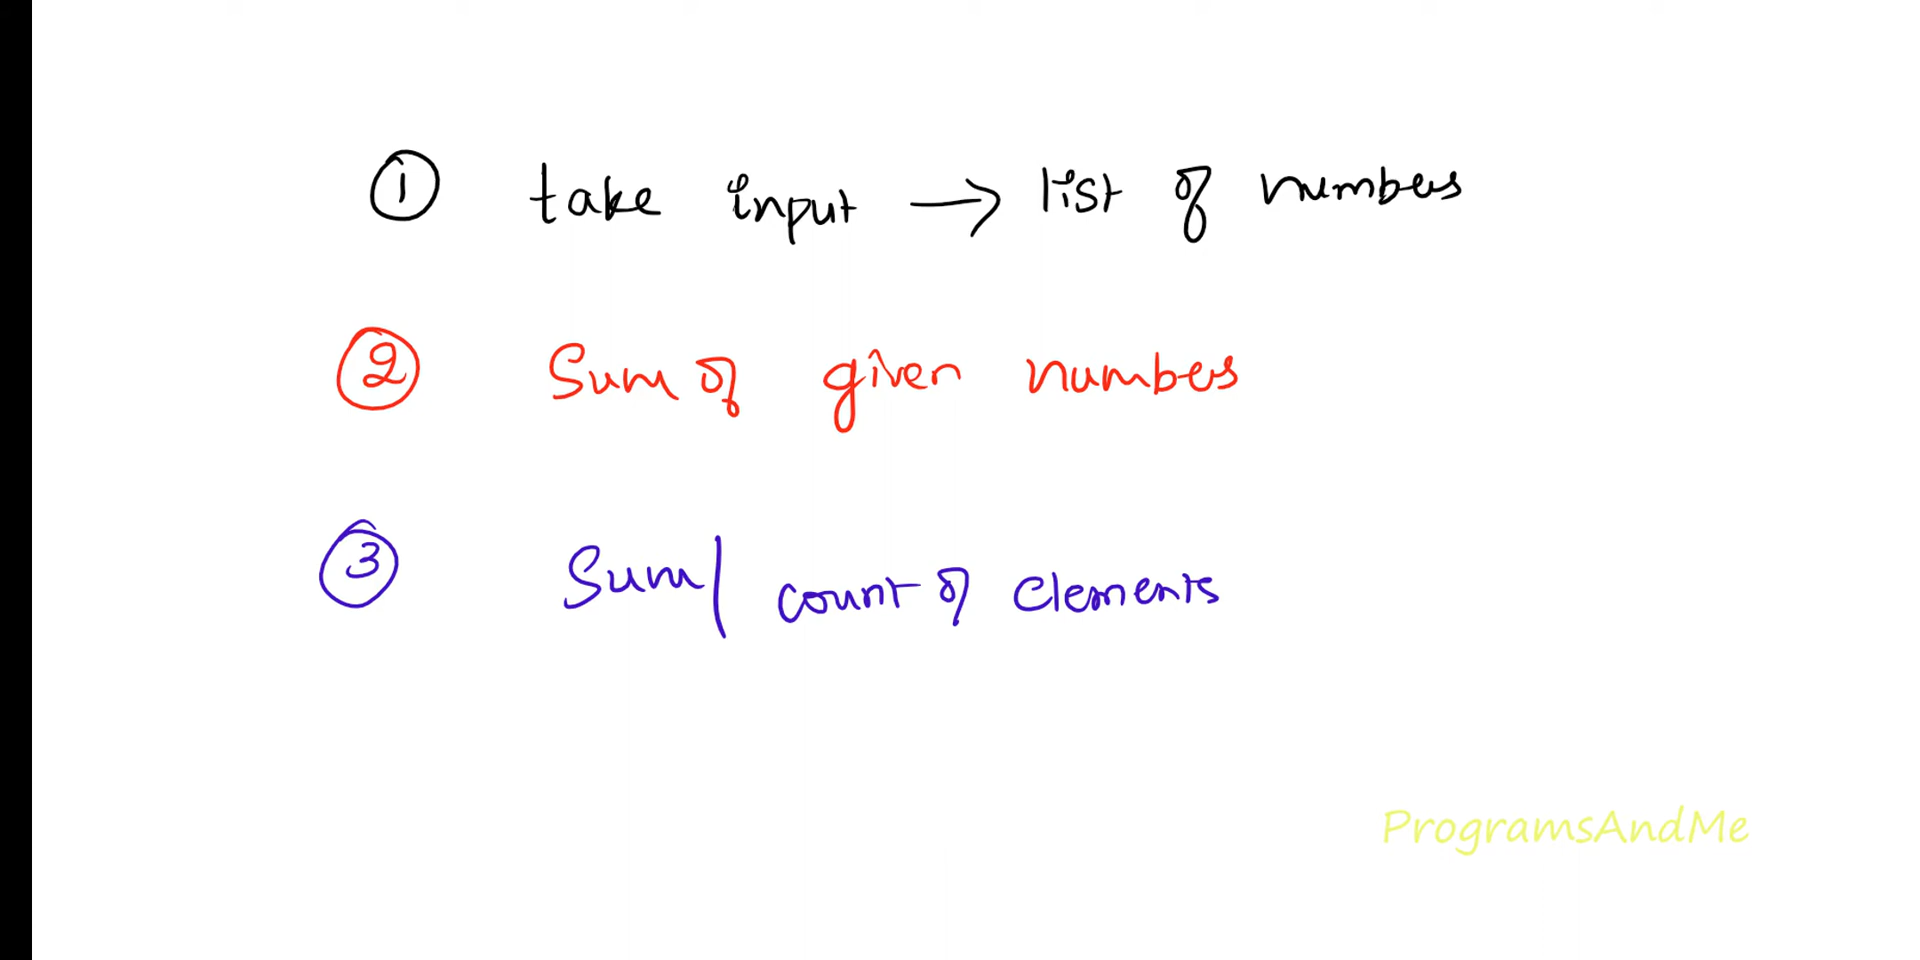 ① take input → list of numbers
② Sum of given numbers
③ Sum/ count of elements
ProgramsAndMe